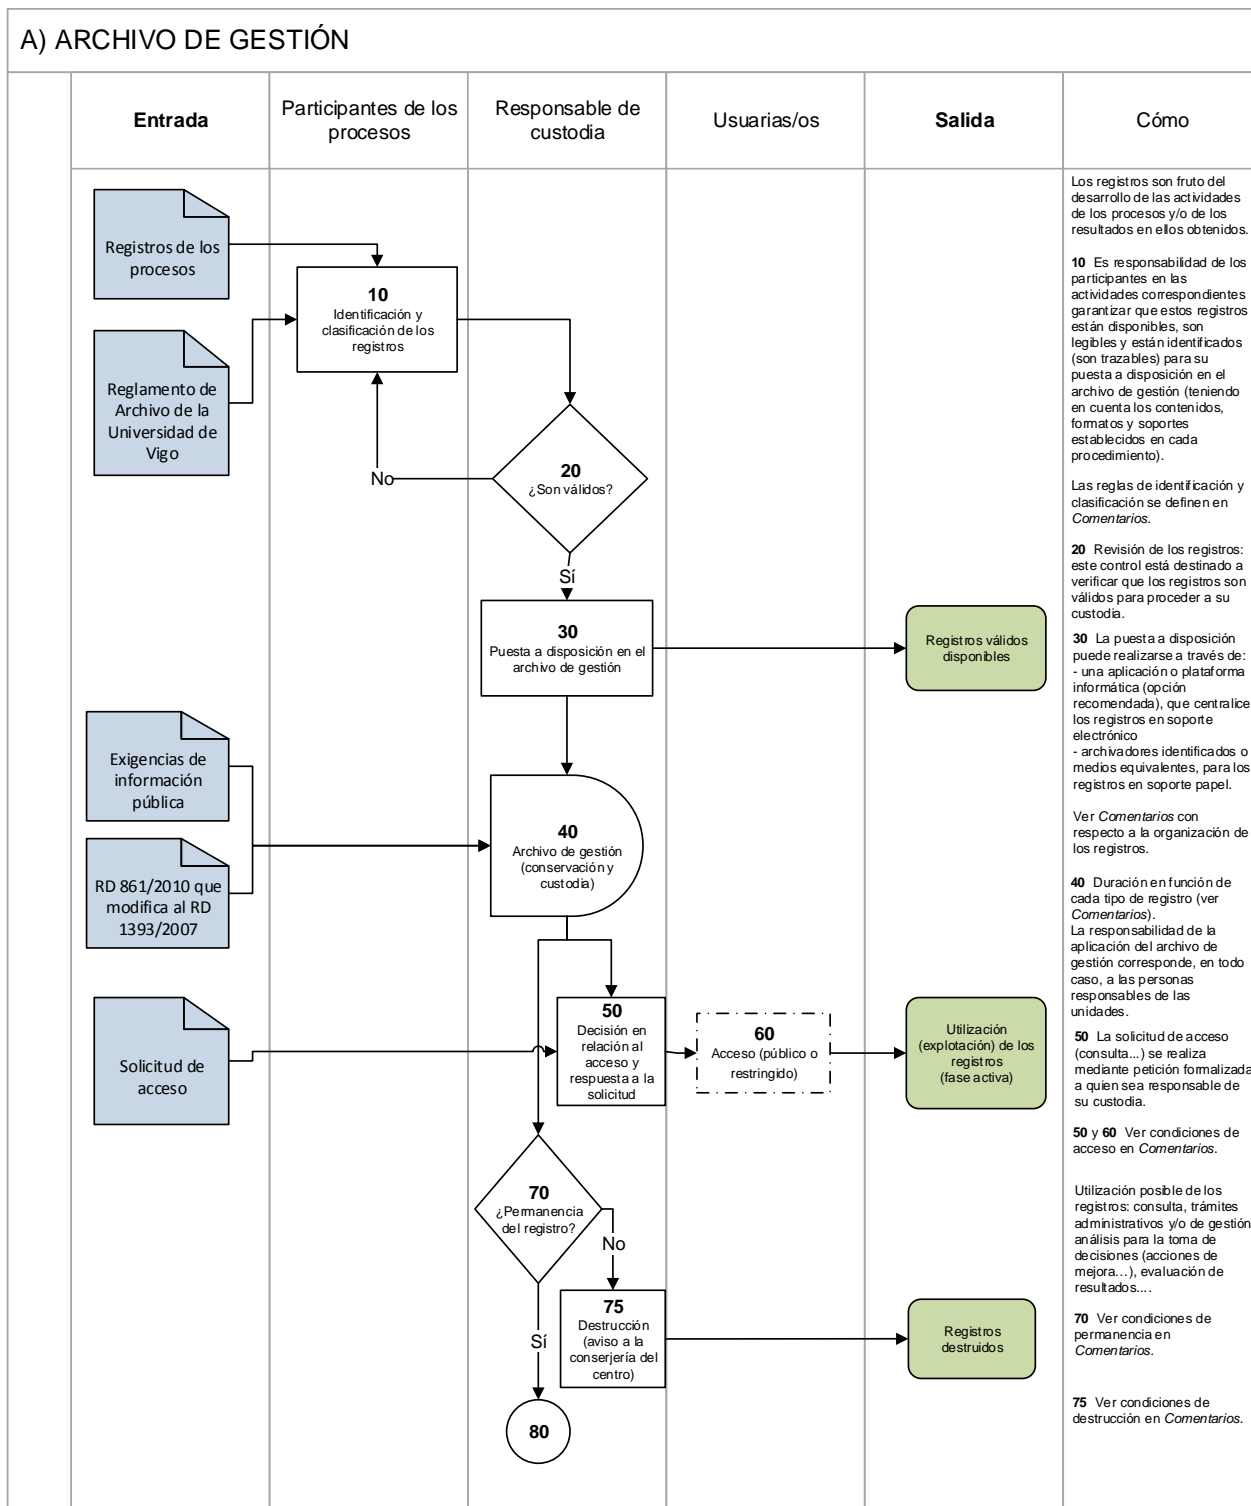 A) ARCHIVO DE GESTIÓN
Entrada
Participantes de los
procesos
Responsable de
custodia
Usuarias/os
Salida
Cómo
Registros de los
procesos
Reglamento de
Archivo de la
Universidad de
Vigo
10
Identificación y
clasificación de los
registros
20
¿Son válidos?
No
Sí
30
Puesta a disposición en el
archivo de gestión
Registros válidos
disponibles
Exigencias de
información
pública
RD 861/2010 que
modifica al RD
1393/2007
40
Archivo de gestión
(conservación y
custodia)
Solicitud de
acceso
50
Decisión en
relación al
acceso y
respuesta a la
solicitud
60
Acceso (público o
restringido)
Utilización
(explotación) de los
registros
(fase activa)
70
¿Permanencia
del registro?
No
Sí
75
Destrucción
(aviso a la
conserjería del
centro)
Registros
destruidos
80
Los registros son fruto del
desarrollo de las actividades
de los procesos y/o de los
resultados en ellos obtenidos.
10 Es responsabilidad de los
participantes en las
actividades correspondientes
garantizar que estos registros
están disponibles, son
legibles y están identificados
(son trazables) para su
puesta a disposición en el
archivo de gestión (teniendo
en cuenta los contenidos,
formatos y soportes
establecidos en cada
procedimiento).
Las reglas de identificación y
clasificación se definen en
Comentarios.
20 Revisión de los registros:
este control está destinado a
verificar que los registros son
válidos para proceder a su
custodia.
30 La puesta a disposición
puede realizarse a través de:
- una aplicación o plataforma
informática (opción
recomendada), que centralice
los registros en soporte
electrónico
- archivadores identificados o
medios equivalentes, para los
registros en soporte papel.
Ver Comentarios con
respecto a la organización de
los registros.
40 Duración en función de
cada tipo de registro (ver
Comentarios).
La responsabilidad de la
aplicación del archivo de
gestión corresponde, en todo
caso, a las personas
responsables de las
unidades.
50 La solicitud de acceso
(consulta...) se realiza
mediante petición formalizada
a quien sea responsable de
su custodia.
50 y 60 Ver condiciones de
acceso en Comentarios.
Utilización posible de los
registros: consulta, trámites
administrativos y/o de gestión
análisis para la toma de
decisiones (acciones de
mejora...), evaluación de
resultados....
70 Ver condiciones de
permanencia en
Comentarios.
75 Ver condiciones de
destrucción en Comentarios.